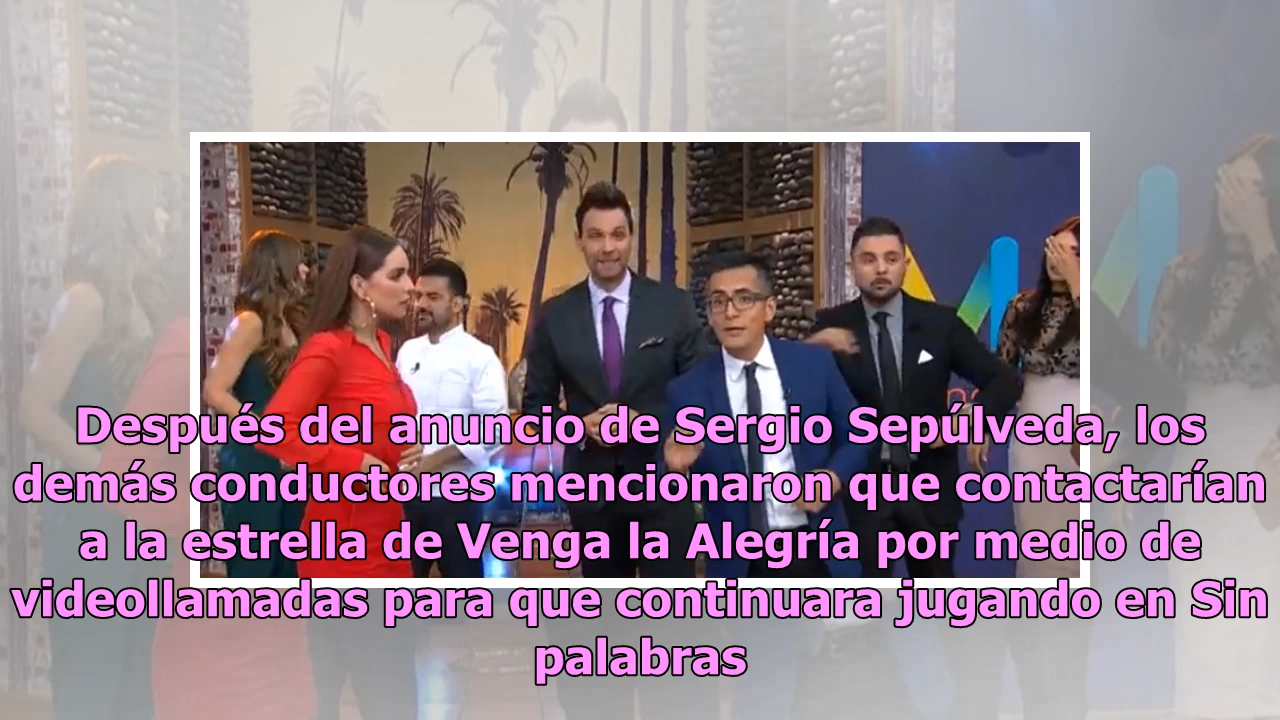 Después del anuncio de Sergio Sepúlveda, los
demás conductores mencionaron que contactarían
a la estrella de Venga la Alegría por medio de
videollamadas para que continuara jugando en Sin
palabras